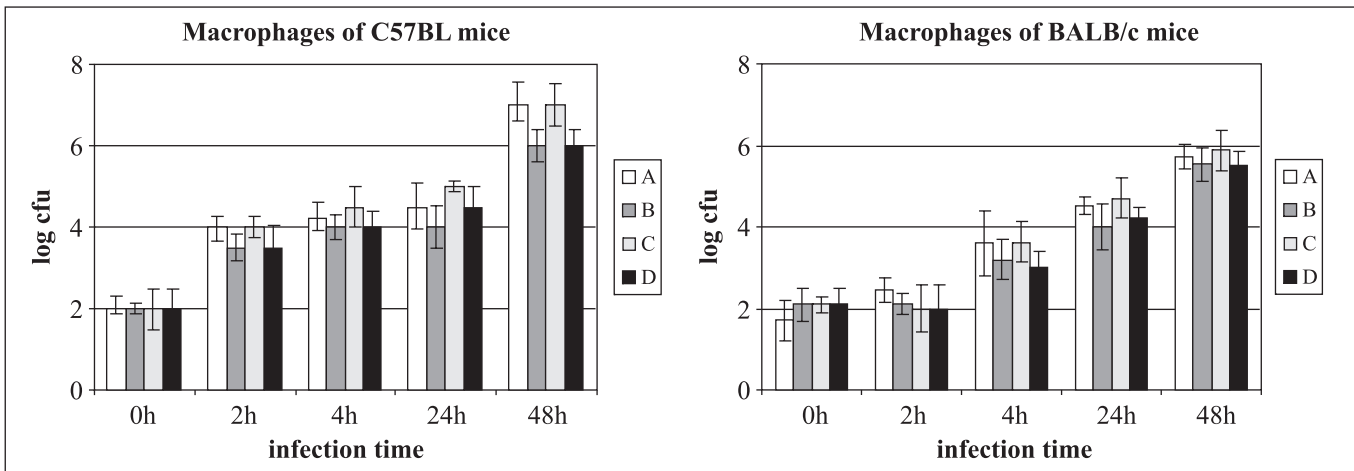 Macrophages of C57BL mice
8
6
4
2
0
log cfu
0h 2h 4h 24h 48h
infection time
A
B
C
D
Macrophages of BALB/c mice
8
6
4
2
0
log cfu
0h 2h 4h 24h 48h
infection time
A
B
C
D